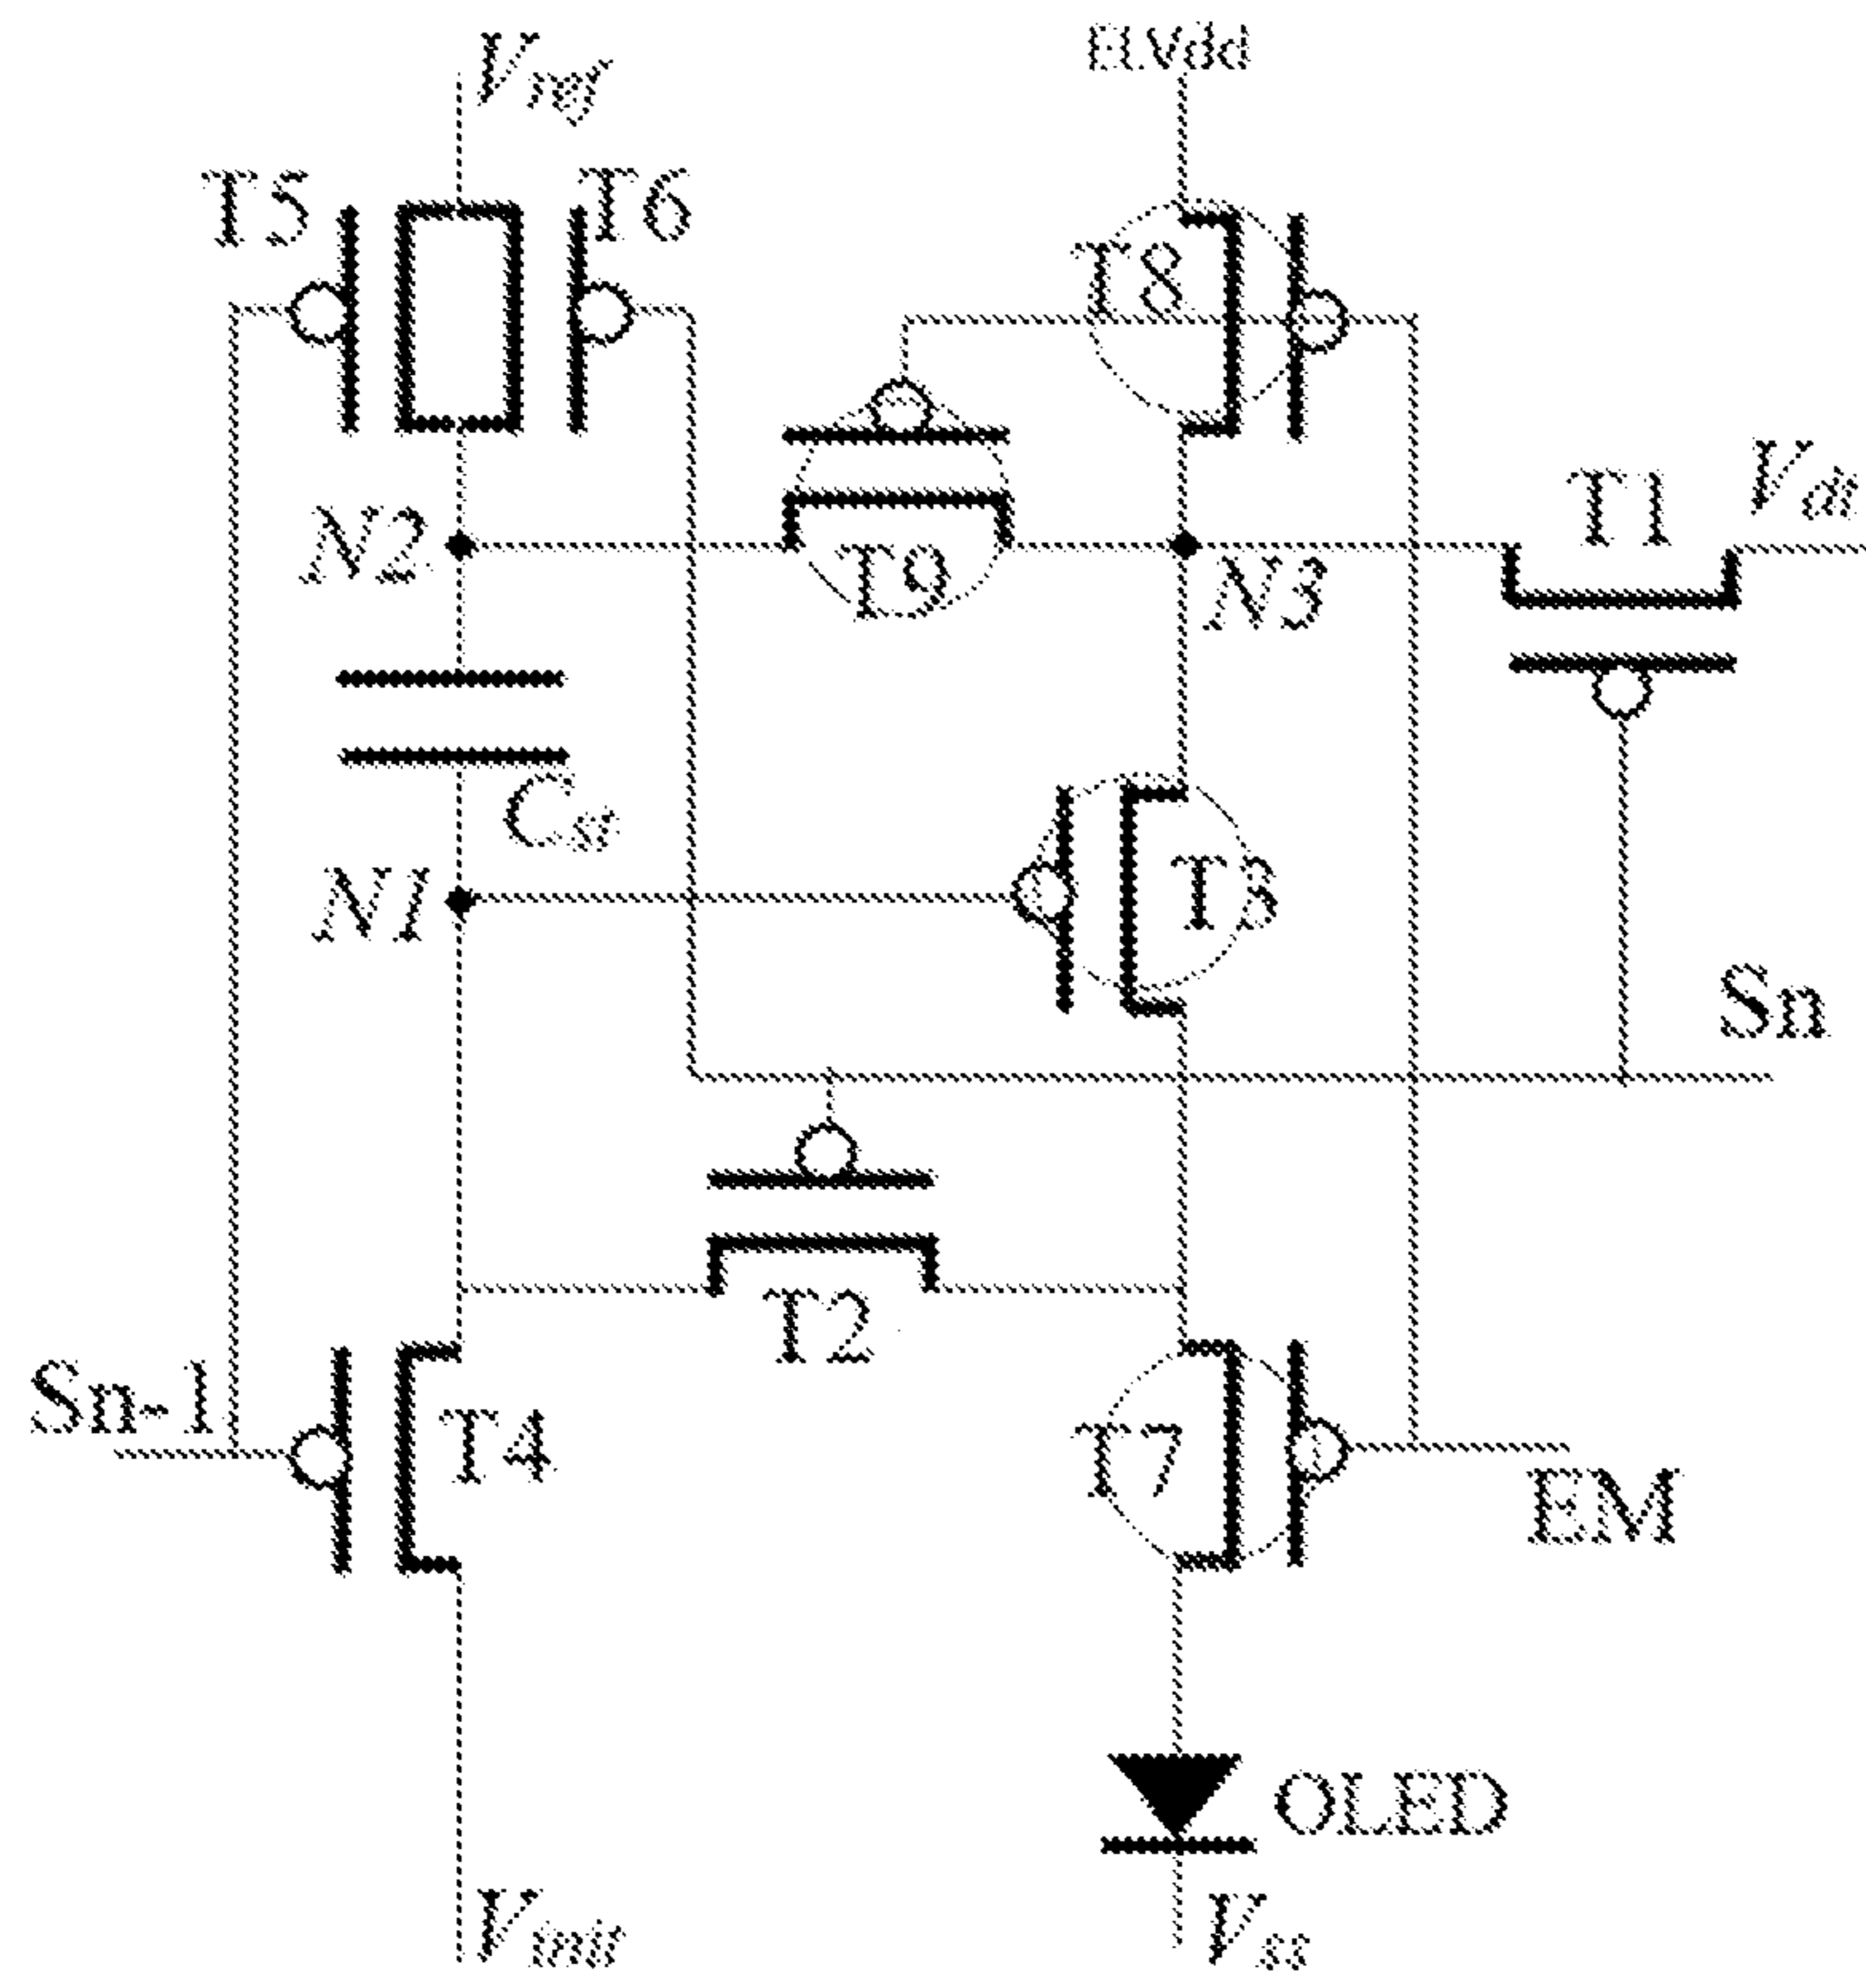 Vref
ELVdd
T5
T6
T8
N2
T9
N3
T1
Cst
N1
T3
Sn
T2
Sn-1
T4
T7
EM
OLED
Vinit
Vss